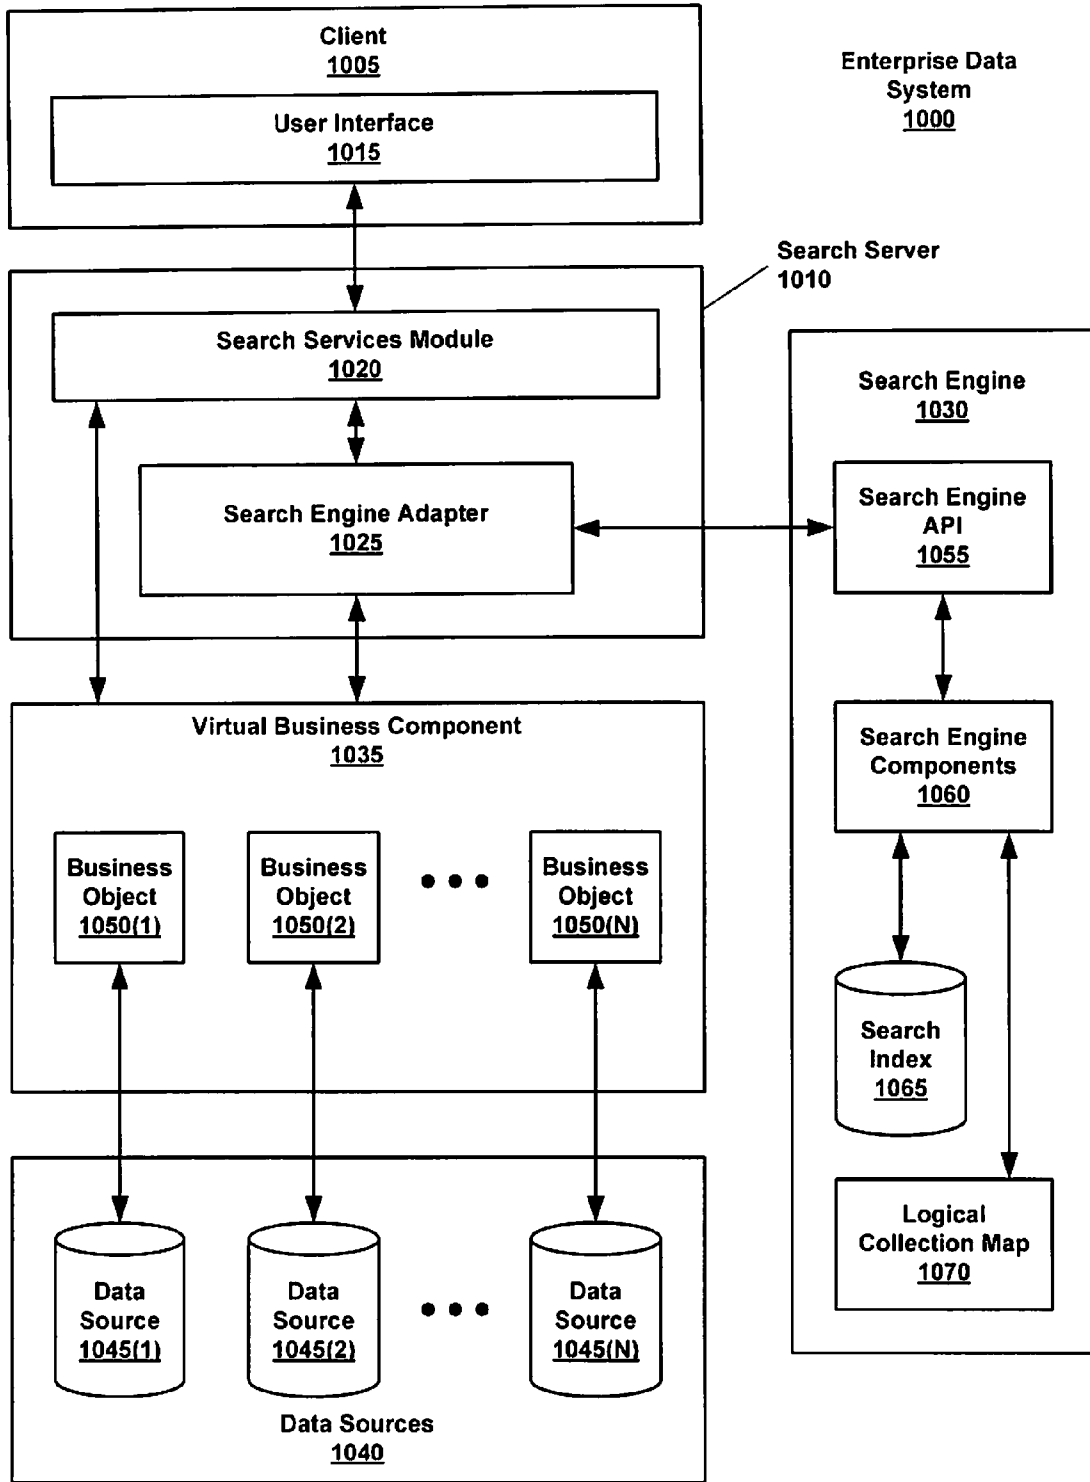 Client
1005
User Interface
1015
Enterprise Data
System
1000
Search Server
1010
Search Services Module
1020
Search Engine Adapter
1025
Search Engine
1030
Search Engine
API
1055
Search Engine
Components
1060
Search
Index
1065
Logical
Collection Map
1070
Virtual Business Component
1035
Business
Object
1050(1)
Business
Object
1050(2)
Business
Object
1050(N)
Data
Source
1045(1)
Data
Source
1045(2)
Data
Source
1045(N)
Data Sources
1040